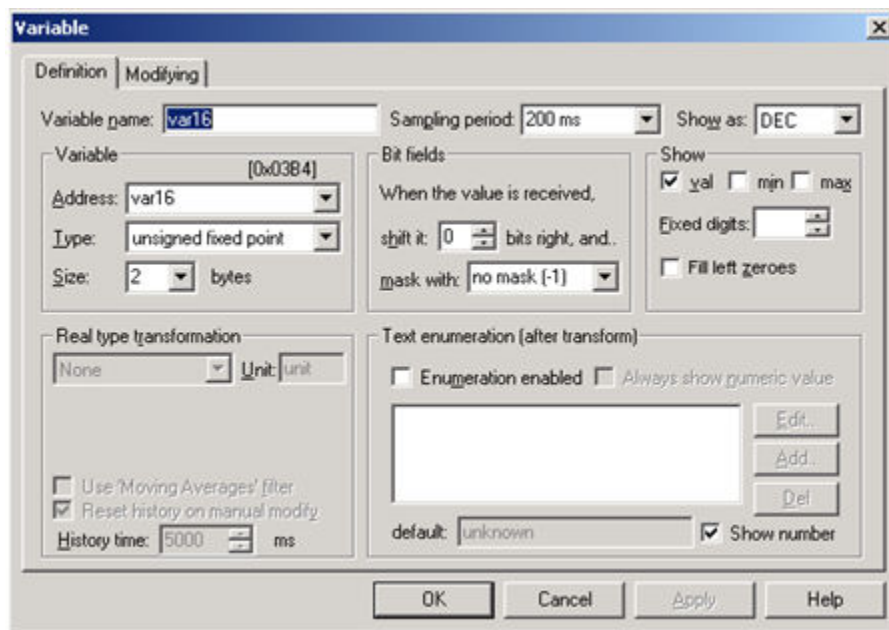 Variable
Definition Modifying
Variable name: var16 Sampling period: 200 ms Show as: DEC
Variable [0x03B4]
Address: var16
Type: unsigned fixed point
Size: 2 bytes
Bit fields
When the value is received,
shift it: 0 bits right, and..
mask with: no mask (-1)
Show
val min max
Fixed digits:
Fill left zeroes
Real type transformation
None Unit: unit
Use 'Moving Averages' filter
Reset history on manual modify
History time: 5000 ms
Text enumeration (after transform)
Enumeration enabled Always show numeric value
Edit..
Add..
Del
default: unknown Show number
OK Cancel Apply Help